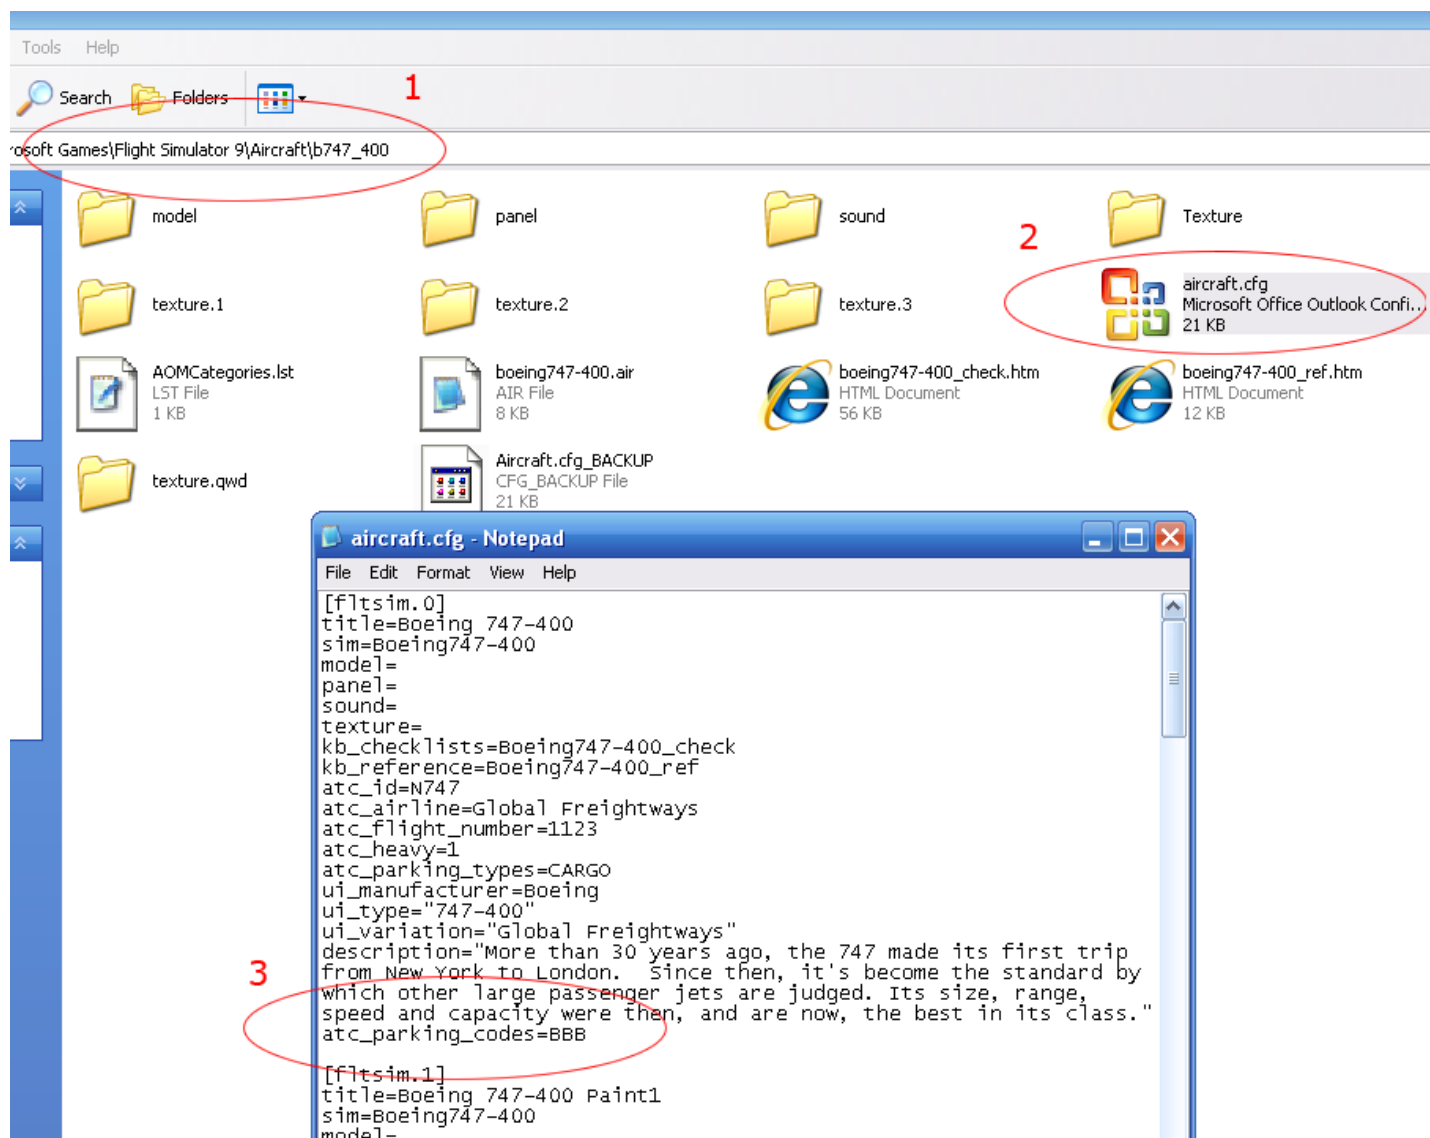 Tools Help
1
Search Folders
rosoft Games\Flight Simulator 9\Aircraft\b747_400
model panel sound Texture
2
texture.1 texture.2 texture.3 aircraft.cfg
Microsoft Office Outlook Confi...
21 KB
AOMCategories.lst boeing747-400.air boeing747-400_check.htm boeing747-400_ref.htm
LST File AIR File HTML Document HTML Document
1 KB 8 KB 56 KB 12 KB
texture.qwd Aircraft.cfg_BACKUP
CFG_BACKUP File
21 KB
aircraft.cfg - Notepad
File Edit Format View Help
[fltsim.0]
title=Boeing 747-400
sim=Boeing747-400
model=
panel=
sound=
texture=
kb_checklists=Boeing747-400_check
kb_reference=Boeing747-400_ref
atc_id=N747
atc_airline=Global Freightways
atc_flight_number=1123
atc_heavy=1
atc_parking_types=CARGO
ui_manufacturer=Boeing
ui_type="747-400"
ui_variation="Global Freightways"
description="More than 30 years ago, the 747 made its first trip
from New York to London.  Since then, it's become the standard by
which other large passenger jets are judged. Its size, range,
speed and capacity were then, and are now, the best in its class."
3
atc_parking_codes=BBB
[fltsim.1]
title=Boeing 747-400 Paint1
sim=Boeing747-400
model=